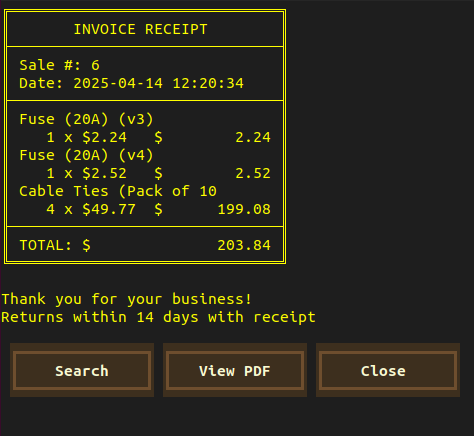 INVOICE RECEIPT
Sale #: 6
Date: 2025-04-14 12:20:34
Fuse (20A) (v3)
1 x $2.24 $ 2.24
Fuse (20A) (v4)
1 x $2.52 $ 2.52
Cable Ties (Pack of 10
4 x $49.77 $ 199.08
TOTAL: $ 203.84
Thank you for your business!
Returns within 14 days with receipt
Search View PDF Close